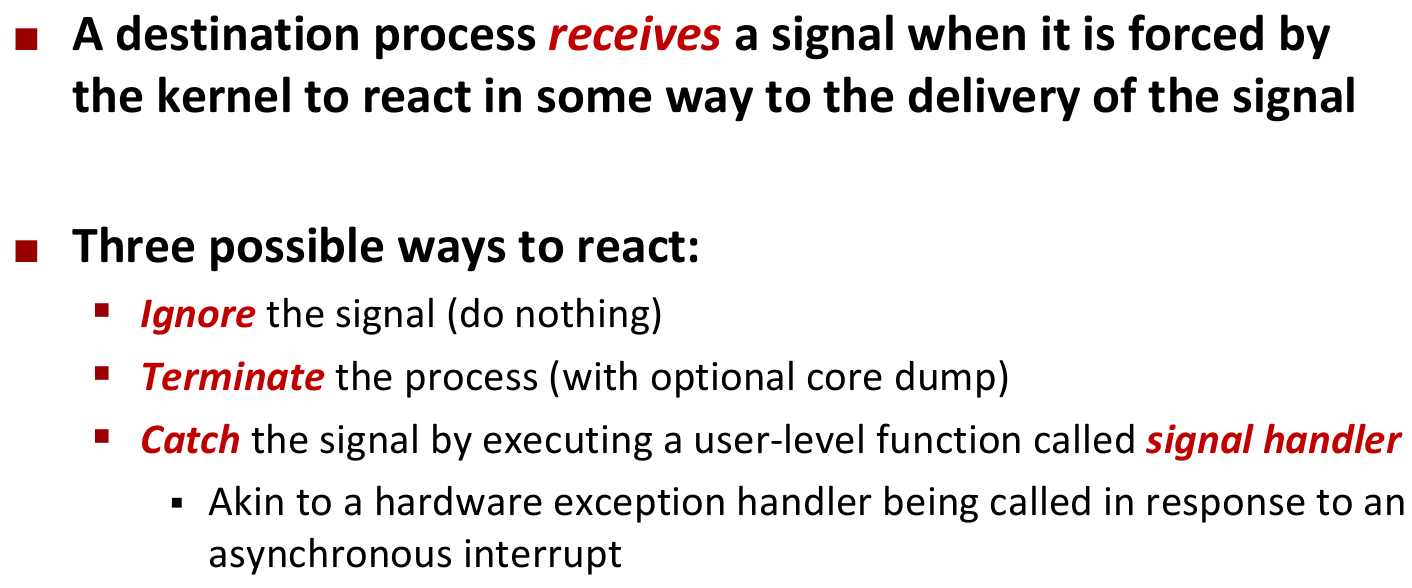 A destination process receives a signal when it is forced by
the kernel to react in some way to the delivery of the signal
Three possible ways to react:
Ignore the signal (do nothing)
Terminate the process (with optional core dump)
Catch the signal by executing a user-level function called signal handler
Akin to a hardware exception handler being called in response to an
asynchronous interrupt